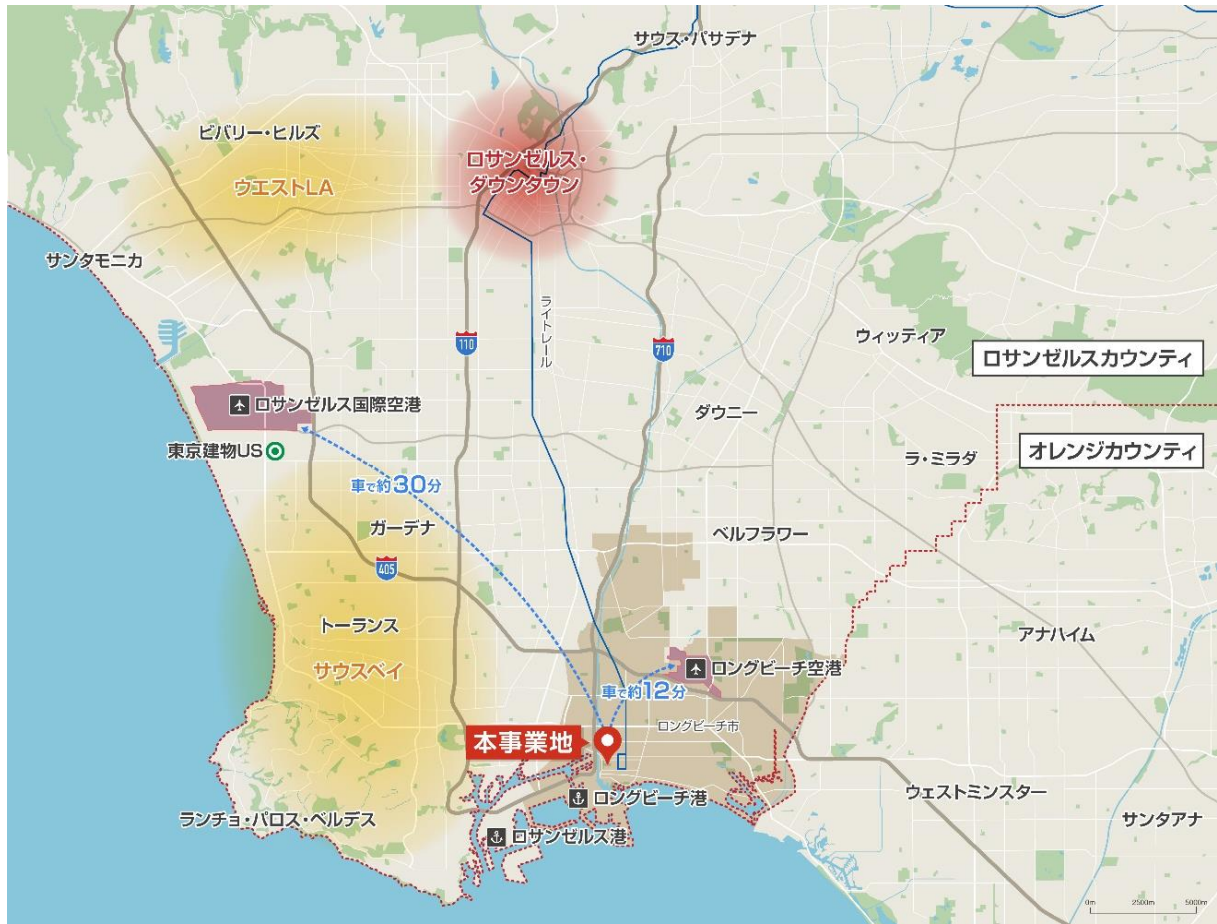 サウス・パサデナ
ビバリー・ヒルズ
ロサンゼルス・
ダウンタウン
ウエストLA
サンタモニカ
ライトレール
110
710
ウィッティア
ロサンゼルスカウンティ
ロサンゼルス国際空港
ダウニー
東京建物US
ラ・ミラダ
オレンジカウンティ
車で約30分
ガーデナ
ベルフラワー
405
トーランス
アナハイム
サウスベイ
ロングビーチ空港
車で約12分
ロングビーチ市
本事業地
ロングビーチ港
ウェストミンスター
ランチョ・パロス・ベルデス
サンタアナ
ロサンゼルス港
0m 2500m 5000m